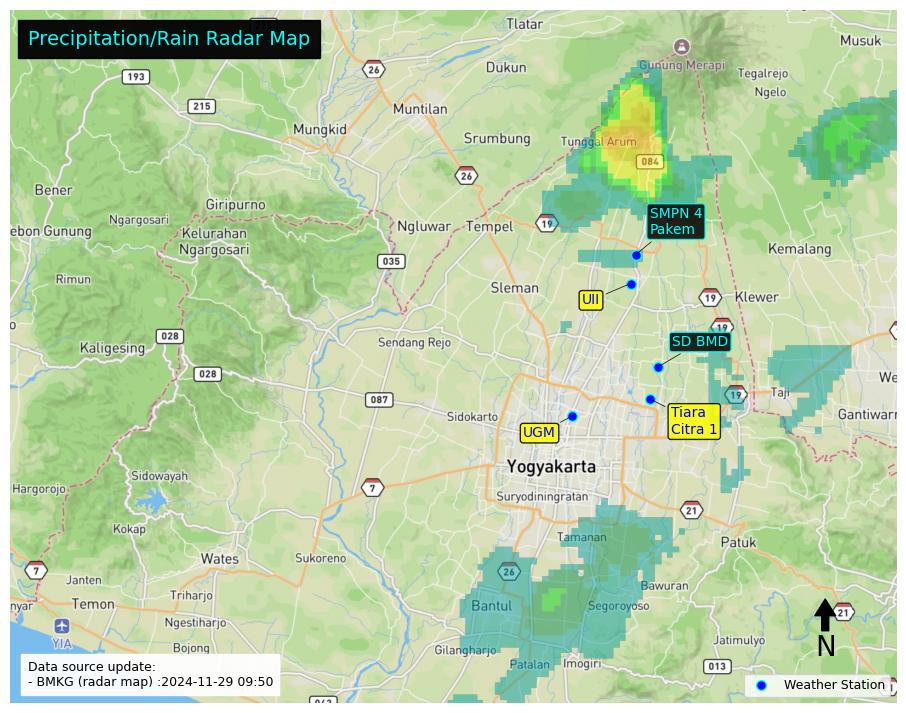 Precipitation/Rain Radar Map
Tlatar
Musuk
26
Dukun
Gunung Merapi
Tegalrejo
193
Ngelo
215
Muntilan
Mungkid
Srumbung
Tunggal Arum
084
26
Bener
Giripurno
SMPN 4
Pakem
Ngargosari
Kelurahan
Ngargosari
Ngluwar
Tempel
19
ebon Gunung
Kemalang
035
Rimun
Sleman
UII
19
Klewer
19
028
Sendang Rejo
SD BMD
Kaligesing
028
We
087
19
Taji
Sidokarto
Tiara
Citra 1
Gantiwarn
UGM
Yogyakarta
Sidowayah
Hargorojo
7
Suryodiningratan
21
Kokap
Tamanan
Patuk
Wates
Sukoreno
7
26
Janten
Bawuran
Triharjo
nyar
Temon
Bantul
Segoroyoso
21
Ngestiharjo
YIA
Jatimulyo
N
Bojong
Gilangharjo
Patalan
Imogiri
013
Data source update:
- BMKG (radar map) :2024-11-29 09:50
Weather Station